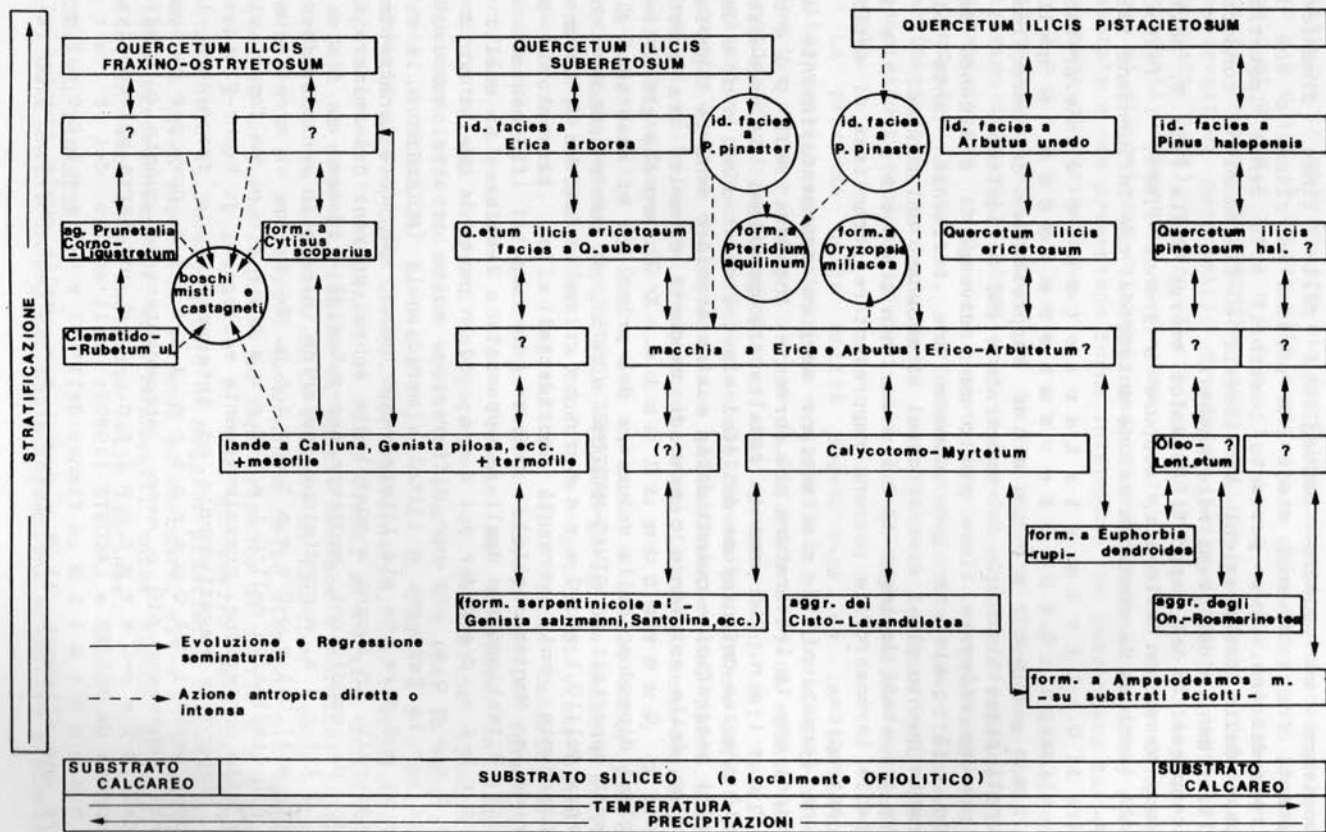 STRATIFICAZIONE
QUERCETUM ILICIS
FRAXINO-OSTRYETOSUM
QUERCETUM ILICIS
SUBERETOSUM
QUERCETUM ILICIS PISTACIETOSUM
?
?
id. facies a
Erica arborea
id. facies
a
P. pinaster
id. facies
a
P. pinaster
id. facies a
Arbutus unedo
id. facies a
Pinus halepensis
ag. Prunetalia
Corno-
-Ligustretum
form. a
Cytisus
scoparius
boschi
misti e
castagneti
Q.etum ilicis ericetosum
facies a Q. suber
form. a
Pteridium
aquilinum
form. a
Oryzopsis
miliacea
Quercetum ilicis
ericetosum
Quercetum ilicis
pinetosum hal. ?
Clematido-
-Rubetum u.
?
macchia a Erica e Arbutus : Erico-Arbutetum ?
?
?
lande a Calluna, Genista pilosa, ecc.
+mesofile + termofile
(?)
Calycotomo-Myrtetum
Oleo- ?
Lent.etum
?
form. a Euphorbia
-rupi- dendroides
(form. serpentinicole a: -
Genista salzmanni, Santolina, ecc.)
aggr. dei
Cisto-Lavanduletea
aggr. degli
On.-Rosmarinetea
Evoluzione e Regressione
seminaturali
Azione antropica diretta o
intensa
form. a Ampelodesmos m.
-su substrati sciolti-
SUBSTRATO
CALCAREO
SUBSTRATO SILICEO (e localmente OFIOLITICO)
SUBSTRATO
CALCAREO
TEMPERATURA
PRECIPITAZIONI